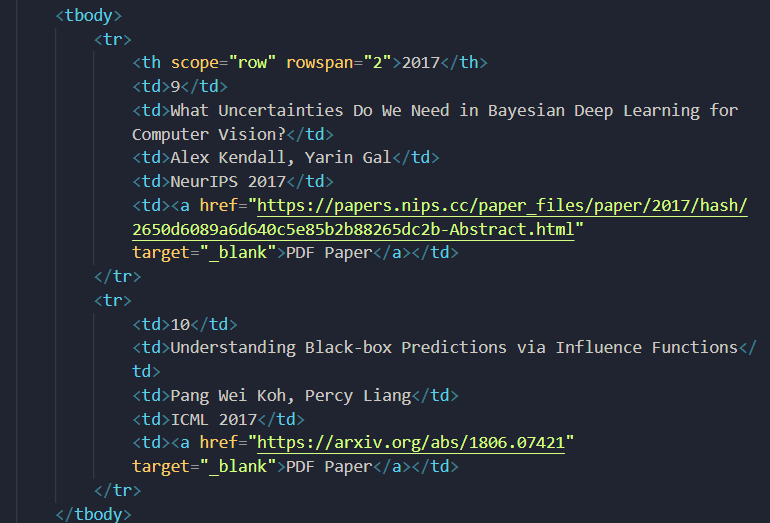 <tbody>
<tr>
<th scope="row" rowspan="2">2017</th>
<td>9</td>
<td>What Uncertainties Do We Need in Bayesian Deep Learning for
Computer Vision?</td>
<td>Alex Kendall, Yarin Gal</td>
<td>NeurIPS 2017</td>
<td><a href="https://papers.nips.cc/paper_files/paper/2017/hash/
2650d6089a6d640c5e85b2b88265dc2b-Abstract.html"
target="_blank">PDF Paper</a></td>
</tr>
<tr>
<td>10</td>
<td>Understanding Black-box Predictions via Influence Functions</
td>
<td>Pang Wei Koh, Percy Liang</td>
<td>ICML 2017</td>
<td><a href="https://arxiv.org/abs/1806.07421"
target="_blank">PDF Paper</a></td>
</tr>
</tbody>